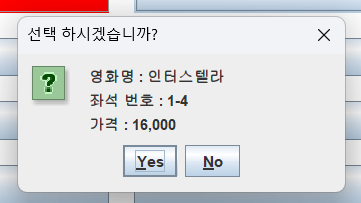 선택 하시겠습니까?
영화명 : 인터스텔라
좌석 번호 : 1-4
가격 : 16,000
Yes No